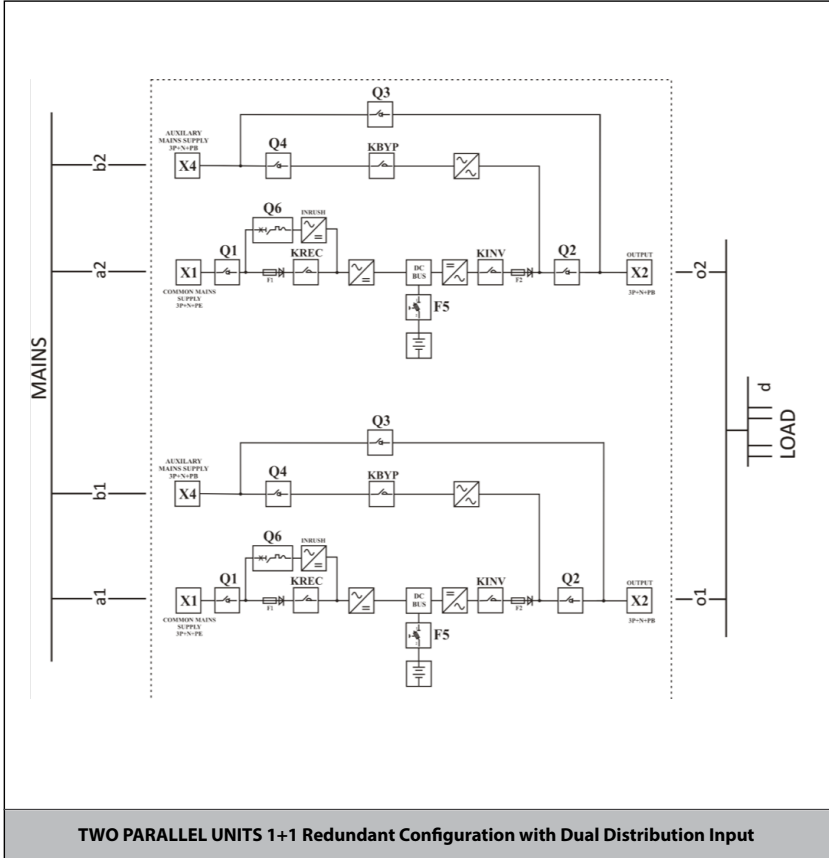 Q3
AUXILARY
MAINS SUPPLY
3P+N+PB
X4
Q4
KBYP
b2
Q6
INRUSH
Q1
KREC
KINV
Q2
OUTPUT
a2
X1
F1
DC
BUS
F2
X2
o2
COMMON MAINS
SUPPLY
3P+N+PE
3P+N+PB
F5
MAINS
d
LOAD
Q3
AUXILARY
MAINS SUPPLY
3P+N+PB
X4
Q4
KBYP
b1
Q6
INRUSH
Q1
KREC
KINV
Q2
OUTPUT
a1
X1
F1
DC
BUS
F2
X2
o1
COMMON MAINS
SUPPLY
3P+N+PE
3P+N+PB
F5
TWO PARALLEL UNITS 1+1 Redundant Configuration with Dual Distribution Input